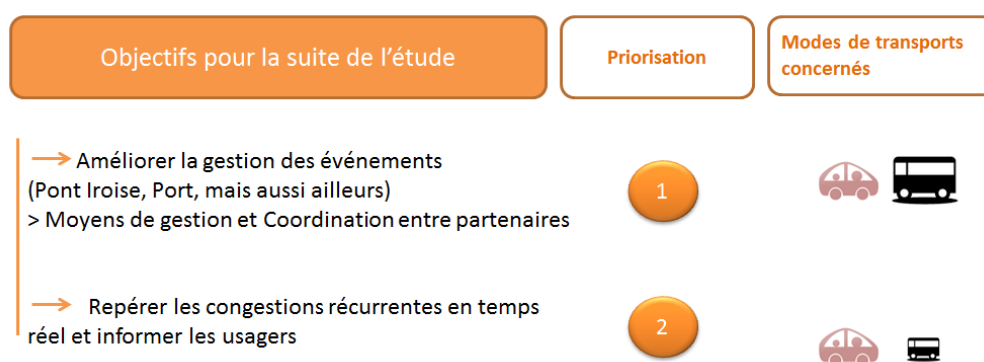 Objectifs pour la suite de l'étude
Priorisation
Modes de transports
concernés
Améliorer la gestion des événements
(Pont Iroise, Port, mais aussi ailleurs)
> Moyens de gestion et Coordination entre partenaires
1
Repérer les congestions récurrentes en temps
réel et informer les usagers
2